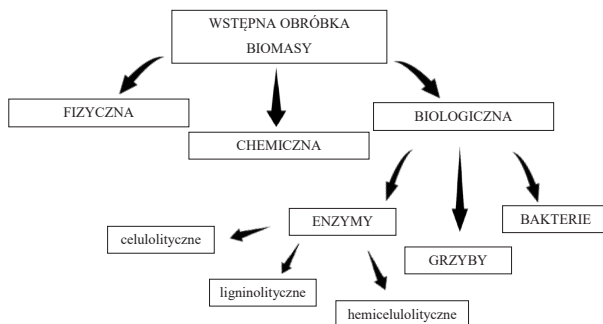 WSTĘPNA OBRÓBKA
BIOMASY
FIZYCZNA
CHEMICZNA
BIOLOGICZNA
ENZYMY
GRZYBY
BAKTERIE
celulolityczne
ligninolityczne
hemicelulolityczne